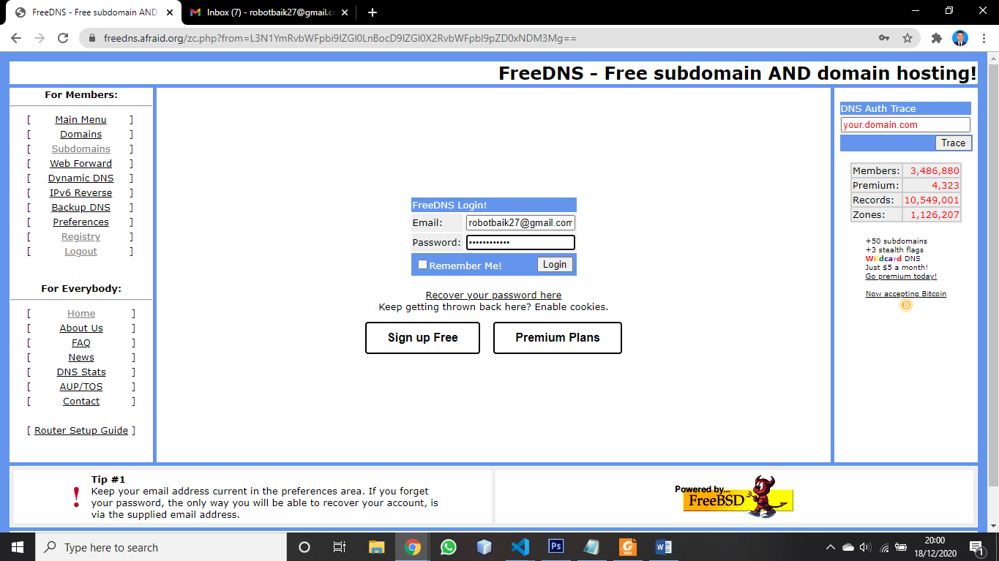 FreeDNS - Free subdomain AND
Inbox (7) - robotbaik27@gmail.co
freedns.afraid.org/zc.php?from=L3N1YmRvbWFpbi9lZGl0LnBocD9lZGl0X2RvbWFpbl9pZD0xNDM3Mg==
FreeDNS - Free subdomain AND domain hosting!
For Members:
[ Main Menu ]
[ Domains ]
[ Subdomains ]
[ Web Forward ]
[ Dynamic DNS ]
[ IPv6 Reverse ]
[ Backup DNS ]
[ Preferences ]
[ Registry ]
[ Logout ]
For Everybody:
[ Home ]
[ About Us ]
[ FAQ ]
[ News ]
[ DNS Stats ]
[ AUP/TOS ]
[ Contact ]
[ Router Setup Guide ]
FreeDNS Login!
Email: robotbaik27@gmail.com
Password: ••••••••••••
Remember Me! Login
Recover your password here
Keep getting thrown back here? Enable cookies.
Sign up Free
Premium Plans
DNS Auth Trace
your.domain.com
Trace
Members: 3,486,880
Premium: 4,323
Records: 10,549,001
Zones: 1,126,207
+50 subdomains
+3 stealth flags
Wildcard DNS
Just $5 a month!
Go premium today!
Now accepting Bitcoin
Tip #1
Keep your email address current in the preferences area. If you forget
your password, the only way you will be able to recover your account, is
via the supplied email address.
Powered by...
FreeBSD
Type here to search
Ps
PDF
W
20:00
18/12/2020
1